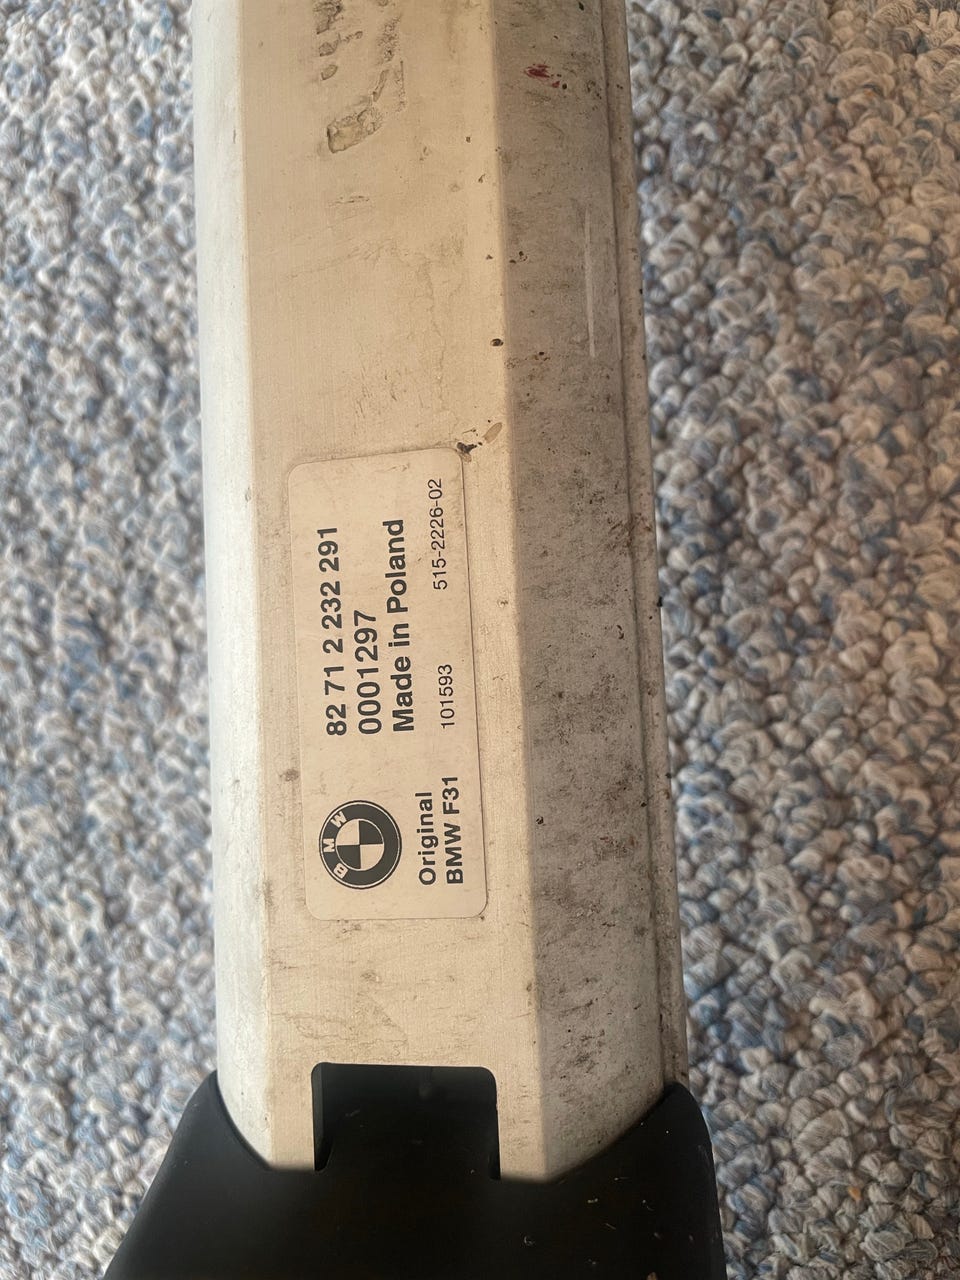 BMW
82 71 2 232 291
0001297
Made in Poland
Original
BMW F31
101593
515-2226-02